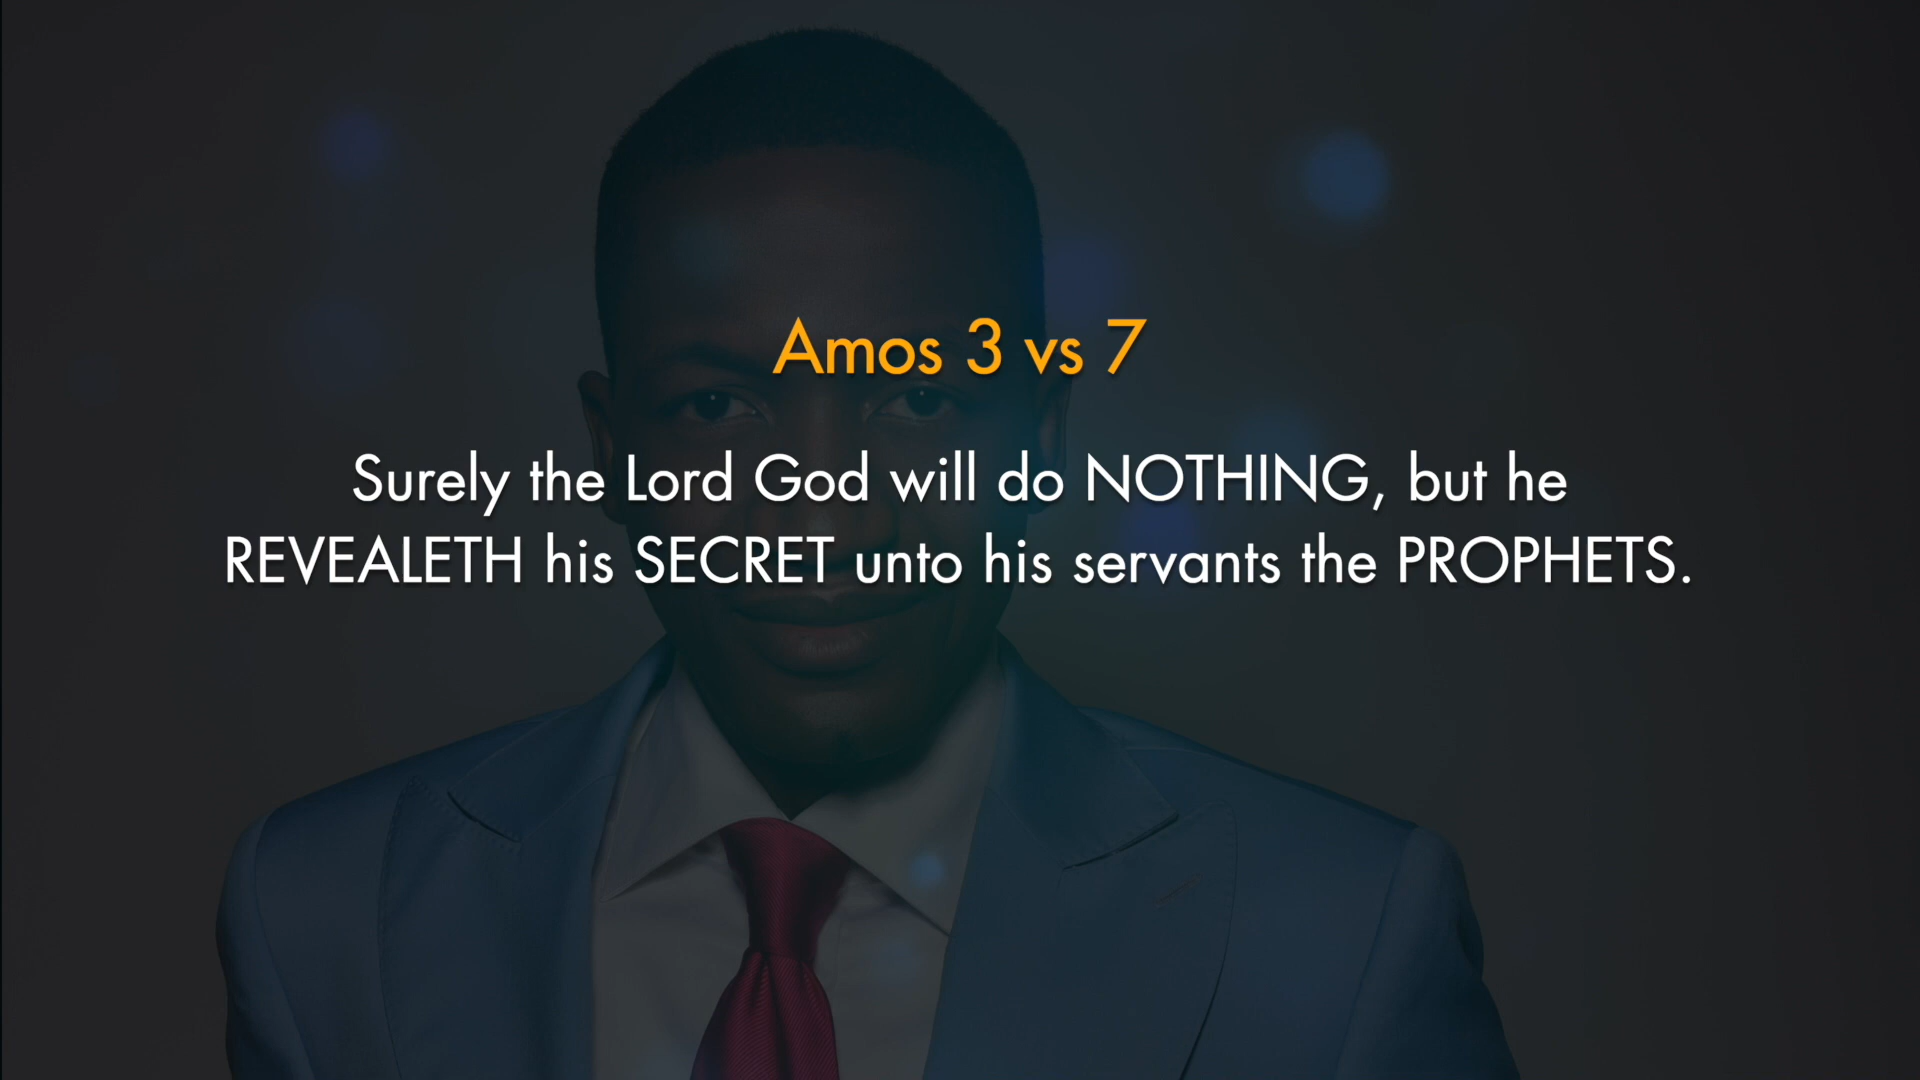 Amos 3 vs 7
Surely the Lord God will do NOTHING, but he
REVEALETH his SECRET unto his servants the PROPHETS.